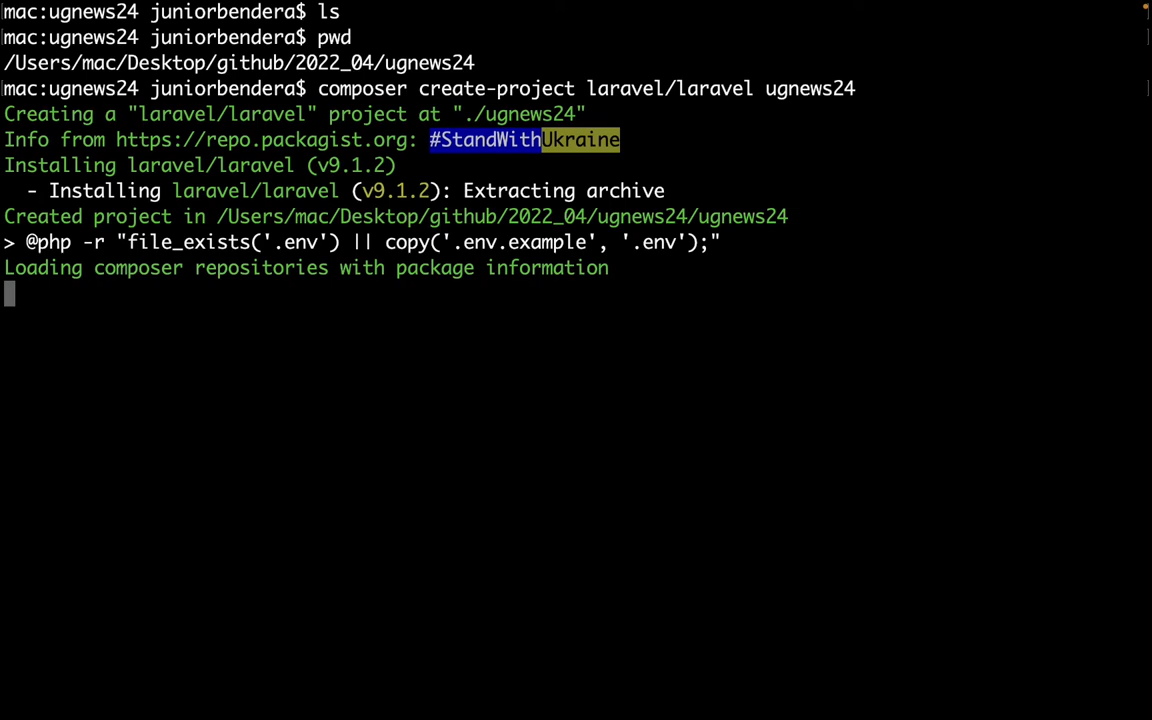 mac:ugnews24 juniorbendera$ ls
mac:ugnews24 juniorbendera$ pwd
/Users/mac/Desktop/github/2022_04/ugnews24
mac:ugnews24 juniorbendera$ composer create-project laravel/laravel ugnews24
Creating a "laravel/laravel" project at "./ugnews24"
Info from https://repo.packagist.org: #StandWithUkraine
Installing laravel/laravel (v9.1.2)
  - Installing laravel/laravel (v9.1.2): Extracting archive
Created project in /Users/mac/Desktop/github/2022_04/ugnews24/ugnews24
> @php -r "file_exists('.env') || copy('.env.example', '.env');"
Loading composer repositories with package information